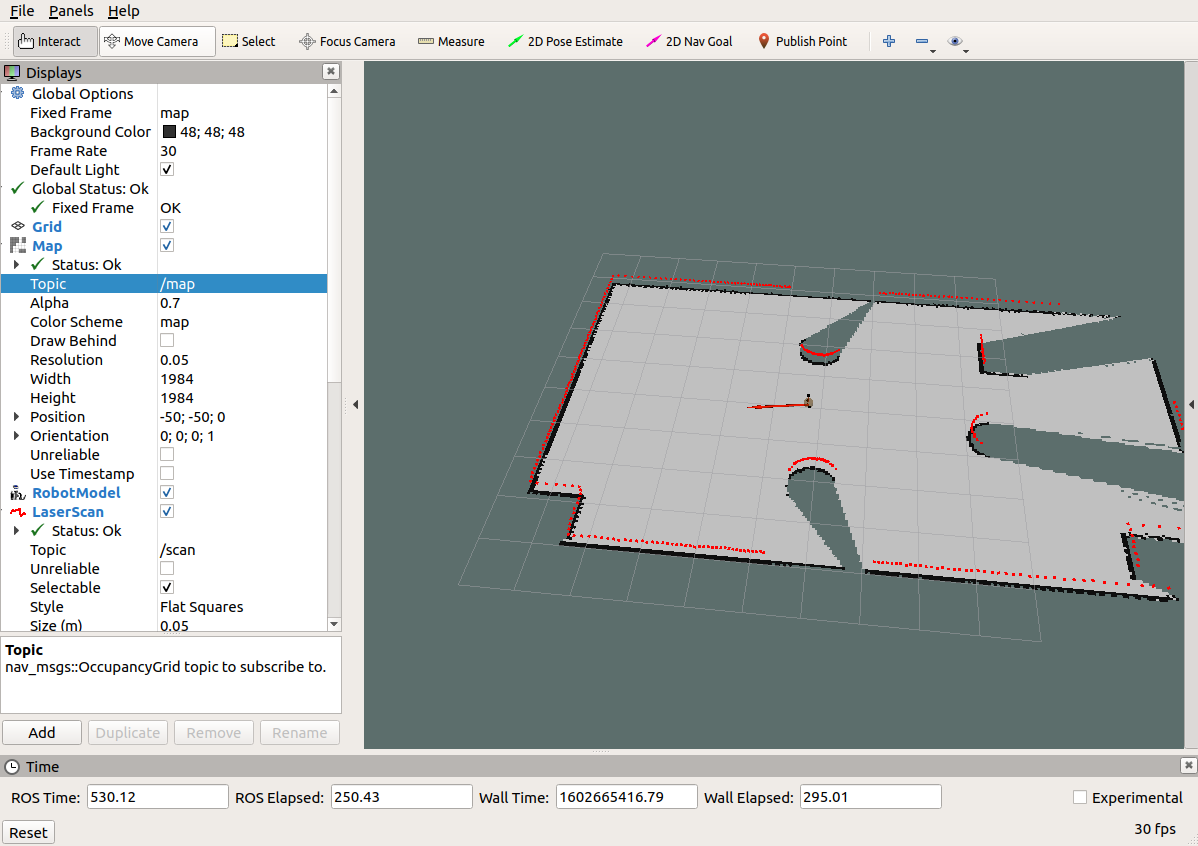 File Panels Help
Interact Move Camera Select Focus Camera Measure 2D Pose Estimate 2D Nav Goal Publish Point
Displays
Global Options
Fixed Frame map
Background Color 48; 48; 48
Frame Rate 30
Default Light
Global Status: Ok
Fixed Frame OK
Grid
Map
Status: Ok
Topic /map
Alpha 0.7
Color Scheme map
Draw Behind
Resolution 0.05
Width 1984
Height 1984
Position -50; -50; 0
Orientation 0; 0; 0; 1
Unreliable
Use Timestamp
RobotModel
LaserScan
Status: Ok
Topic /scan
Unreliable
Selectable
Style Flat Squares
Size (m) 0.05
Topic
nav_msgs::OccupancyGrid topic to subscribe to.
Add Duplicate Remove Rename
Time
ROS Time: 530.12 ROS Elapsed: 250.43 Wall Time: 1602665416.79 Wall Elapsed: 295.01 Experimental
Reset 30 fps